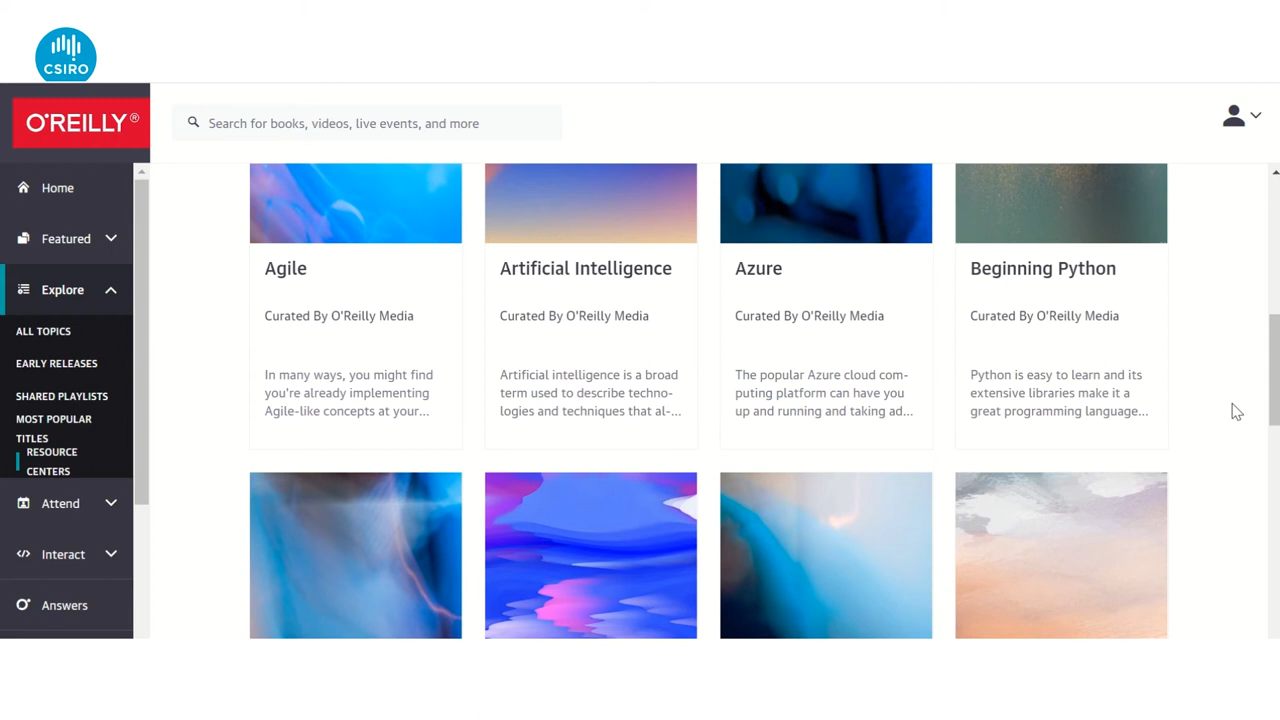 CSIRO
O'REILLY®
Search for books, videos, live events, and more
Home
Featured
Explore
ALL TOPICS
EARLY RELEASES
SHARED PLAYLISTS
MOST POPULAR
TITLES
RESOURCE
CENTERS
Attend
Interact
Answers
Agile
Curated By O'Reilly Media
In many ways, you might find
you're already implementing
Agile-like concepts at your...
Artificial Intelligence
Curated By O'Reilly Media
Artificial intelligence is a broad
term used to describe techno-
logies and techniques that al-...
Azure
Curated By O'Reilly Media
The popular Azure cloud com-
puting platform can have you
up and running and taking ad...
Beginning Python
Curated By O'Reilly Media
Python is easy to learn and its
extensive libraries make it a
great programming language...